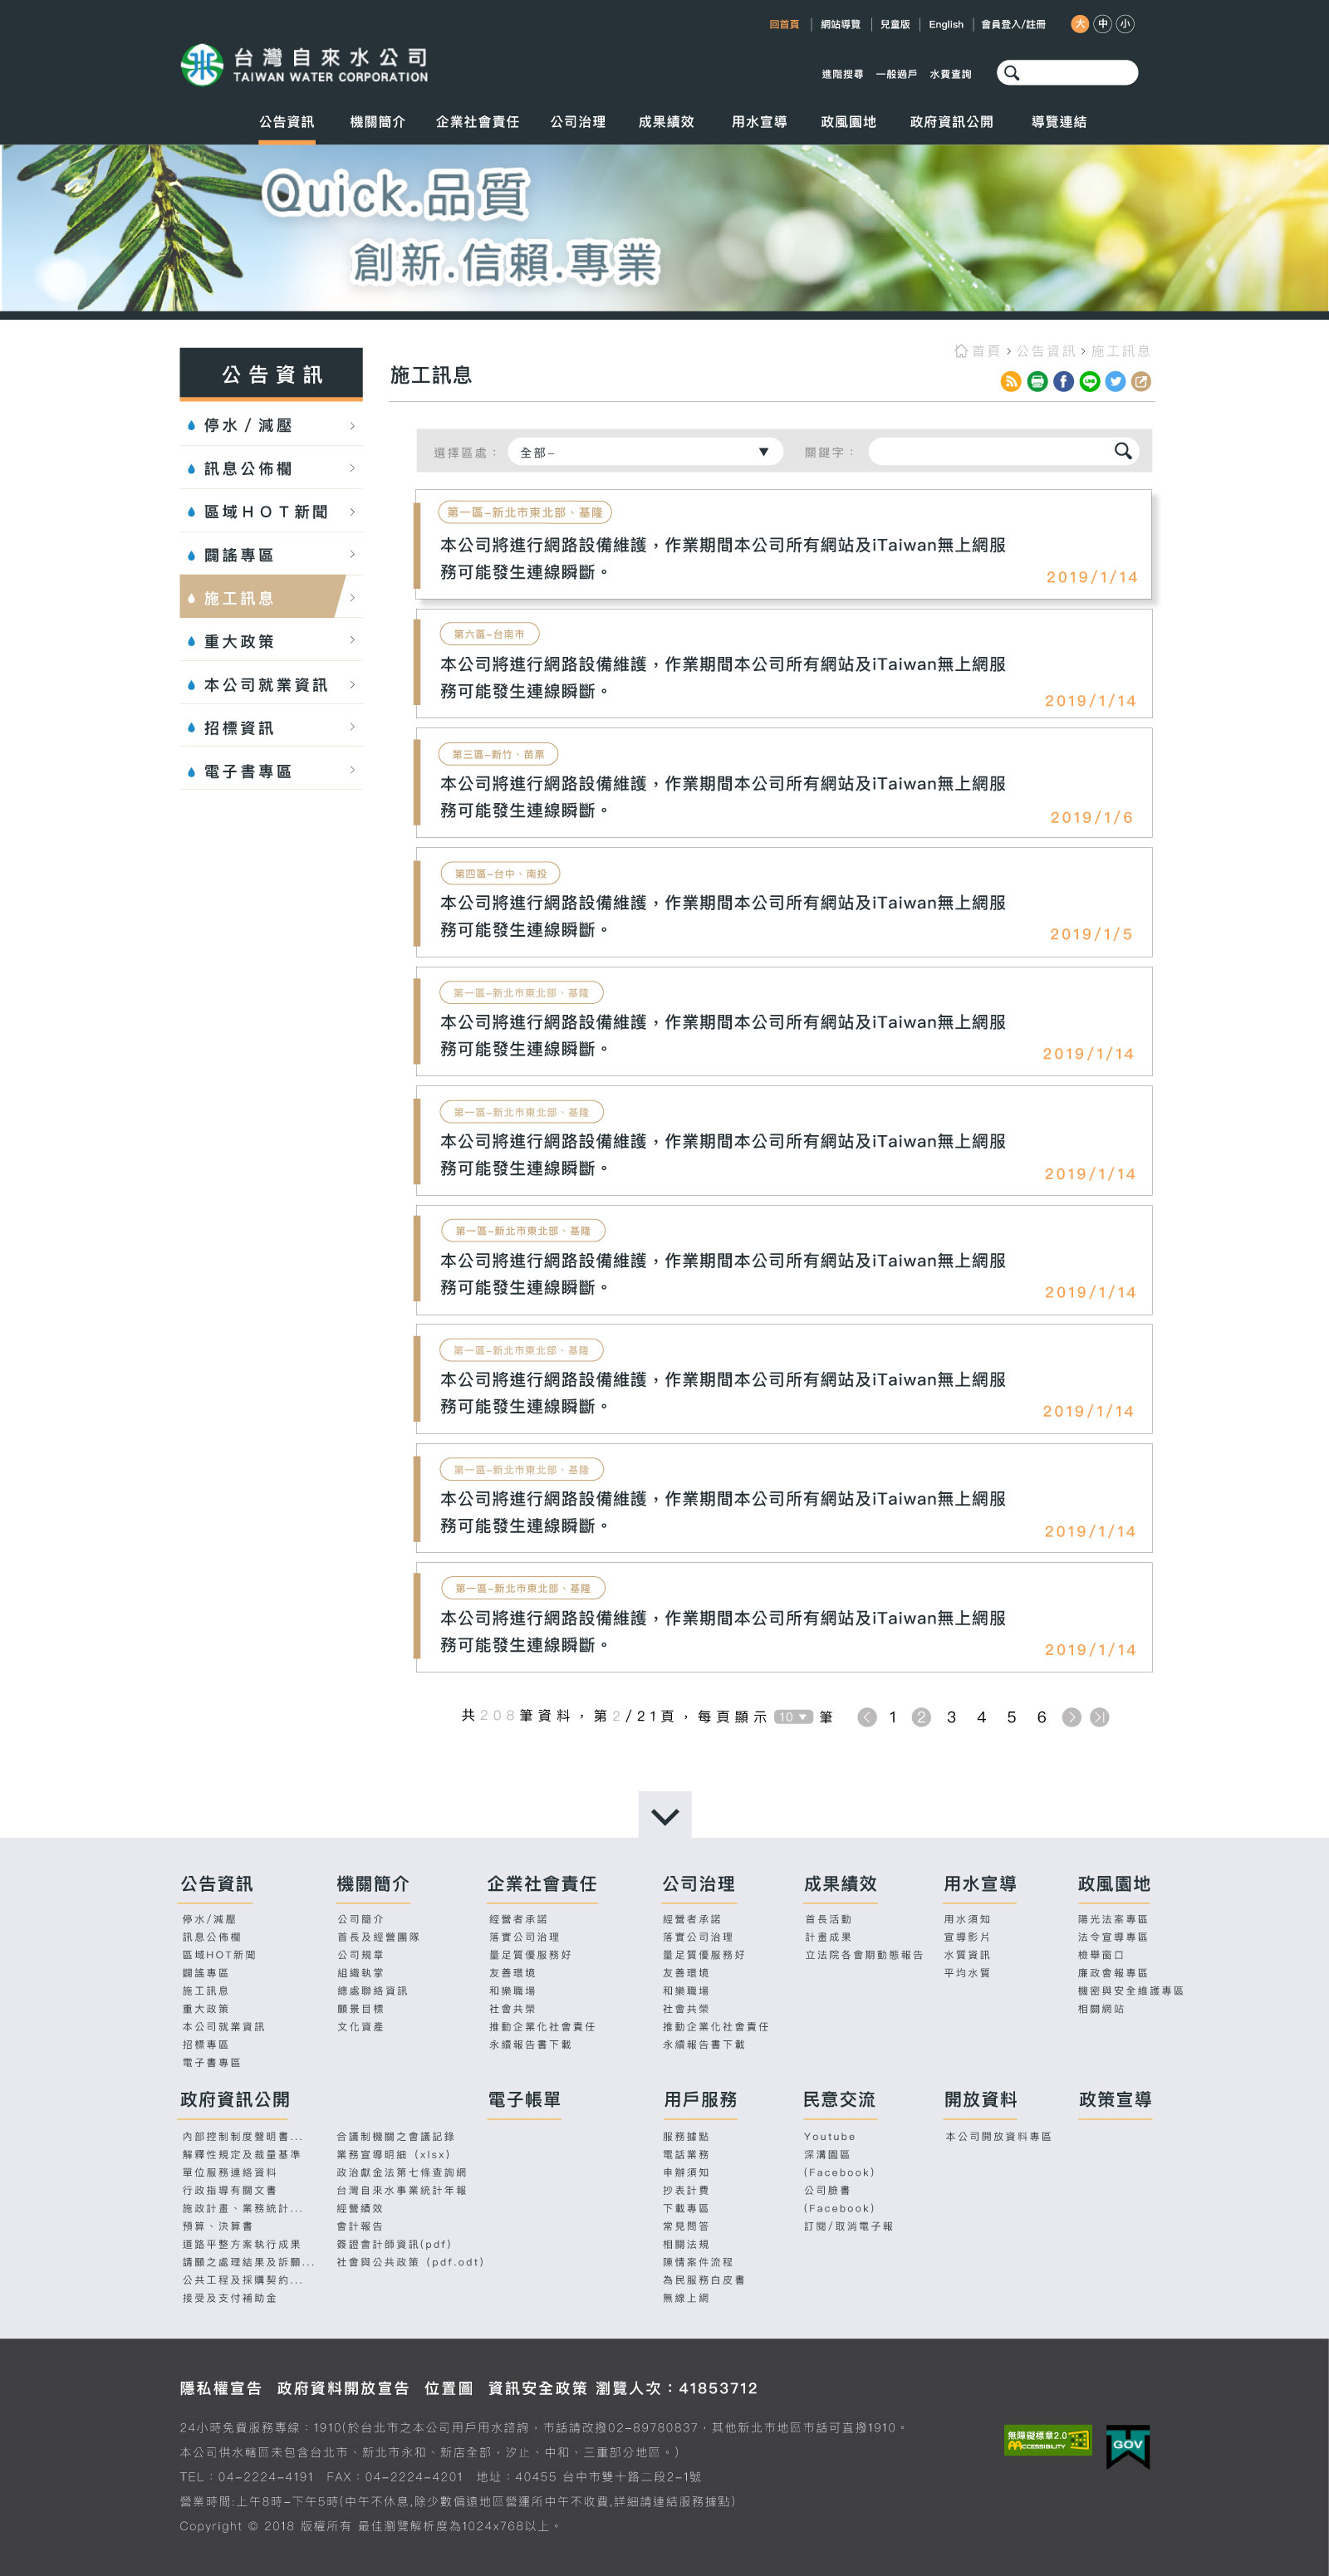 回首頁 網站導覽 兒童版 English 會員登入/註冊 大 中 小
台灣自來水公司
TAIWAN WATER CORPORATION
進階搜尋 一般過戶 水費查詢
公告資訊 機關簡介 企業社會責任 公司治理 成果績效 用水宣導 政風園地 政府資訊公開 導覽連結
Quick.品質
創新.信賴.專業
首頁 > 公告資訊 > 施工訊息
公告資訊
停水 / 減壓
訊息公佈欄
區域HOT新聞
闢謠專區
施工訊息
重大政策
本公司就業資訊
招標資訊
電子書專區
施工訊息
選擇區處： 全部– 關鍵字：
第一區–新北市東北部、基隆
本公司將進行網路設備維護，作業期間本公司所有網站及iTaiwan無上網服
務可能發生連線瞬斷。
2019/1/14
第六區–台南市
本公司將進行網路設備維護，作業期間本公司所有網站及iTaiwan無上網服
務可能發生連線瞬斷。
2019/1/14
第三區–新竹、苗栗
本公司將進行網路設備維護，作業期間本公司所有網站及iTaiwan無上網服
務可能發生連線瞬斷。
2019/1/6
第四區–台中、南投
本公司將進行網路設備維護，作業期間本公司所有網站及iTaiwan無上網服
務可能發生連線瞬斷。
2019/1/5
第一區–新北市東北部、基隆
本公司將進行網路設備維護，作業期間本公司所有網站及iTaiwan無上網服
務可能發生連線瞬斷。
2019/1/14
第一區–新北市東北部、基隆
本公司將進行網路設備維護，作業期間本公司所有網站及iTaiwan無上網服
務可能發生連線瞬斷。
2019/1/14
第一區–新北市東北部、基隆
本公司將進行網路設備維護，作業期間本公司所有網站及iTaiwan無上網服
務可能發生連線瞬斷。
2019/1/14
第一區–新北市東北部、基隆
本公司將進行網路設備維護，作業期間本公司所有網站及iTaiwan無上網服
務可能發生連線瞬斷。
2019/1/14
第一區–新北市東北部、基隆
本公司將進行網路設備維護，作業期間本公司所有網站及iTaiwan無上網服
務可能發生連線瞬斷。
2019/1/14
第一區–新北市東北部、基隆
本公司將進行網路設備維護，作業期間本公司所有網站及iTaiwan無上網服
務可能發生連線瞬斷。
2019/1/14
共208筆資料，第2/21頁，每頁顯示 10 筆 1 2 3 4 5 6
公告資訊
停水/減壓
訊息公佈欄
區域HOT新聞
闢謠專區
施工訊息
重大政策
本公司就業資訊
招標專區
電子書專區
機關簡介
公司簡介
首長及經營團隊
公司規章
組織執掌
總處聯絡資訊
願景目標
文化資產
企業社會責任
經營者承諾
落實公司治理
量足質優服務好
友善環境
和樂職場
社會共榮
推動企業化社會責任
永續報告書下載
公司治理
經營者承諾
落實公司治理
量足質優服務好
友善環境
和樂職場
社會共榮
推動企業化社會責任
永續報告書下載
成果績效
首長活動
計畫成果
立法院各會期動態報告
用水宣導
用水須知
宣導影片
水質資訊
平均水質
政風園地
陽光法案專區
法令宣導專區
檢舉窗口
廉政會報專區
機密與安全維護專區
相關網站
政府資訊公開
內部控制制度聲明書...
解釋性規定及裁量基準
單位服務連絡資料
行政指導有關文書
施政計畫、業務統計...
預算、決算書
道路平整方案執行成果
請願之處理結果及訴願...
公共工程及採購契約...
接受及支付補助金
合議制機關之會議記錄
業務宣導明細（xlsx）
政治獻金法第七條查詢網
台灣自來水事業統計年報
經營績效
會計報告
簽證會計師資訊(pdf)
社會與公共政策（pdf.odt）
電子帳單
用戶服務
服務據點
電話業務
申辦須知
抄表計費
下載專區
常見問答
相關法規
陳情案件流程
為民服務白皮書
無線上網
民意交流
Youtube
深溝園區
(Facebook)
公司臉書
(Facebook)
訂閱/取消電子報
開放資料
本公司開放資料專區
政策宣導
隱私權宣告 政府資料開放宣告 位置圖 資訊安全政策 瀏覽人次：41853712
24小時免費服務專線：1910(於台北市之本公司用戶用水諮詢，市話請改撥02–89780837，其他新北市地區市話可直撥1910。
本公司供水轄區未包含台北市、新北市永和、新店全部，汐止、中和、三重部分地區。)
TEL：04–2224–4191 FAX：04–2224–4201 地址：40455 台中市雙十路二段2–1號
營業時間:上午8時–下午5時(中午不休息,除少數偏遠地區營運所中午不收費,詳細請連結服務據點)
Copyright © 2018 版權所有 最佳瀏覽解析度為1024x768以上。
無障礙標章2.0
ACCESSIBILITY
GOV